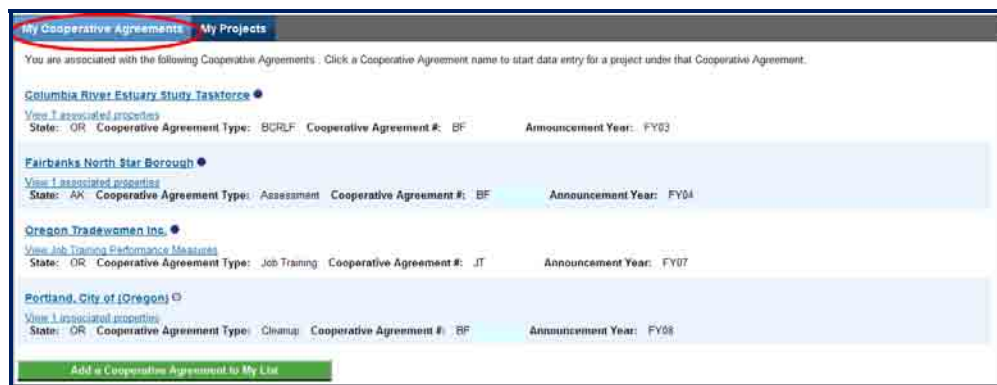 My Cooperative Agreements My Projects
You are associated with the following Cooperative Agreements . Click a Cooperative Agreement name to start data entry for a project under that Cooperative Agreement.
Columbia River Estuary Study Taskforce
View 7 associated properties
State: OR Cooperative Agreement Type: BCRLF Cooperative Agreement #: BF Announcement Year: FY03
Fairbanks North Star Borough
View 1 associated properties
State: AK Cooperative Agreement Type: Assessment Cooperative Agreement #: BF Announcement Year: FY04
Oregon Tradeswomen Inc.
View Job Training Performance Measures
State: OR Cooperative Agreement Type: Job Training Cooperative Agreement #: JT Announcement Year: FY07
Portland, City of (Oregon)
View 1 associated properties
State: OR Cooperative Agreement Type: Cleanup Cooperative Agreement #: BF Announcement Year: FY08
Add a Cooperative Agreement to My List